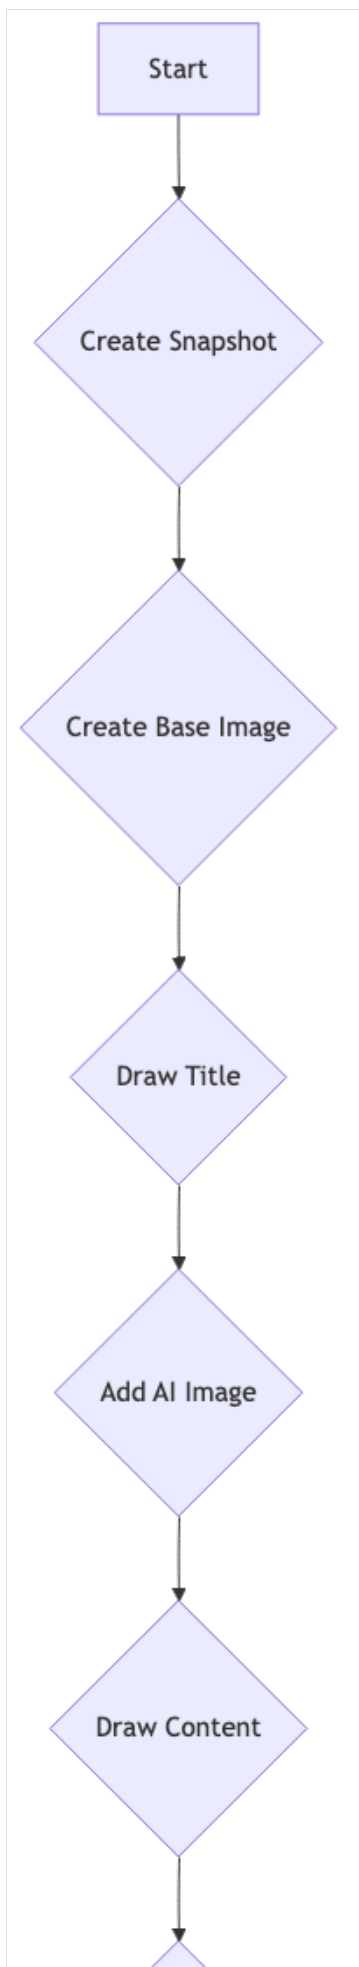 Start
Create Snapshot
Create Base Image
Draw Title
Add AI Image
Draw Content